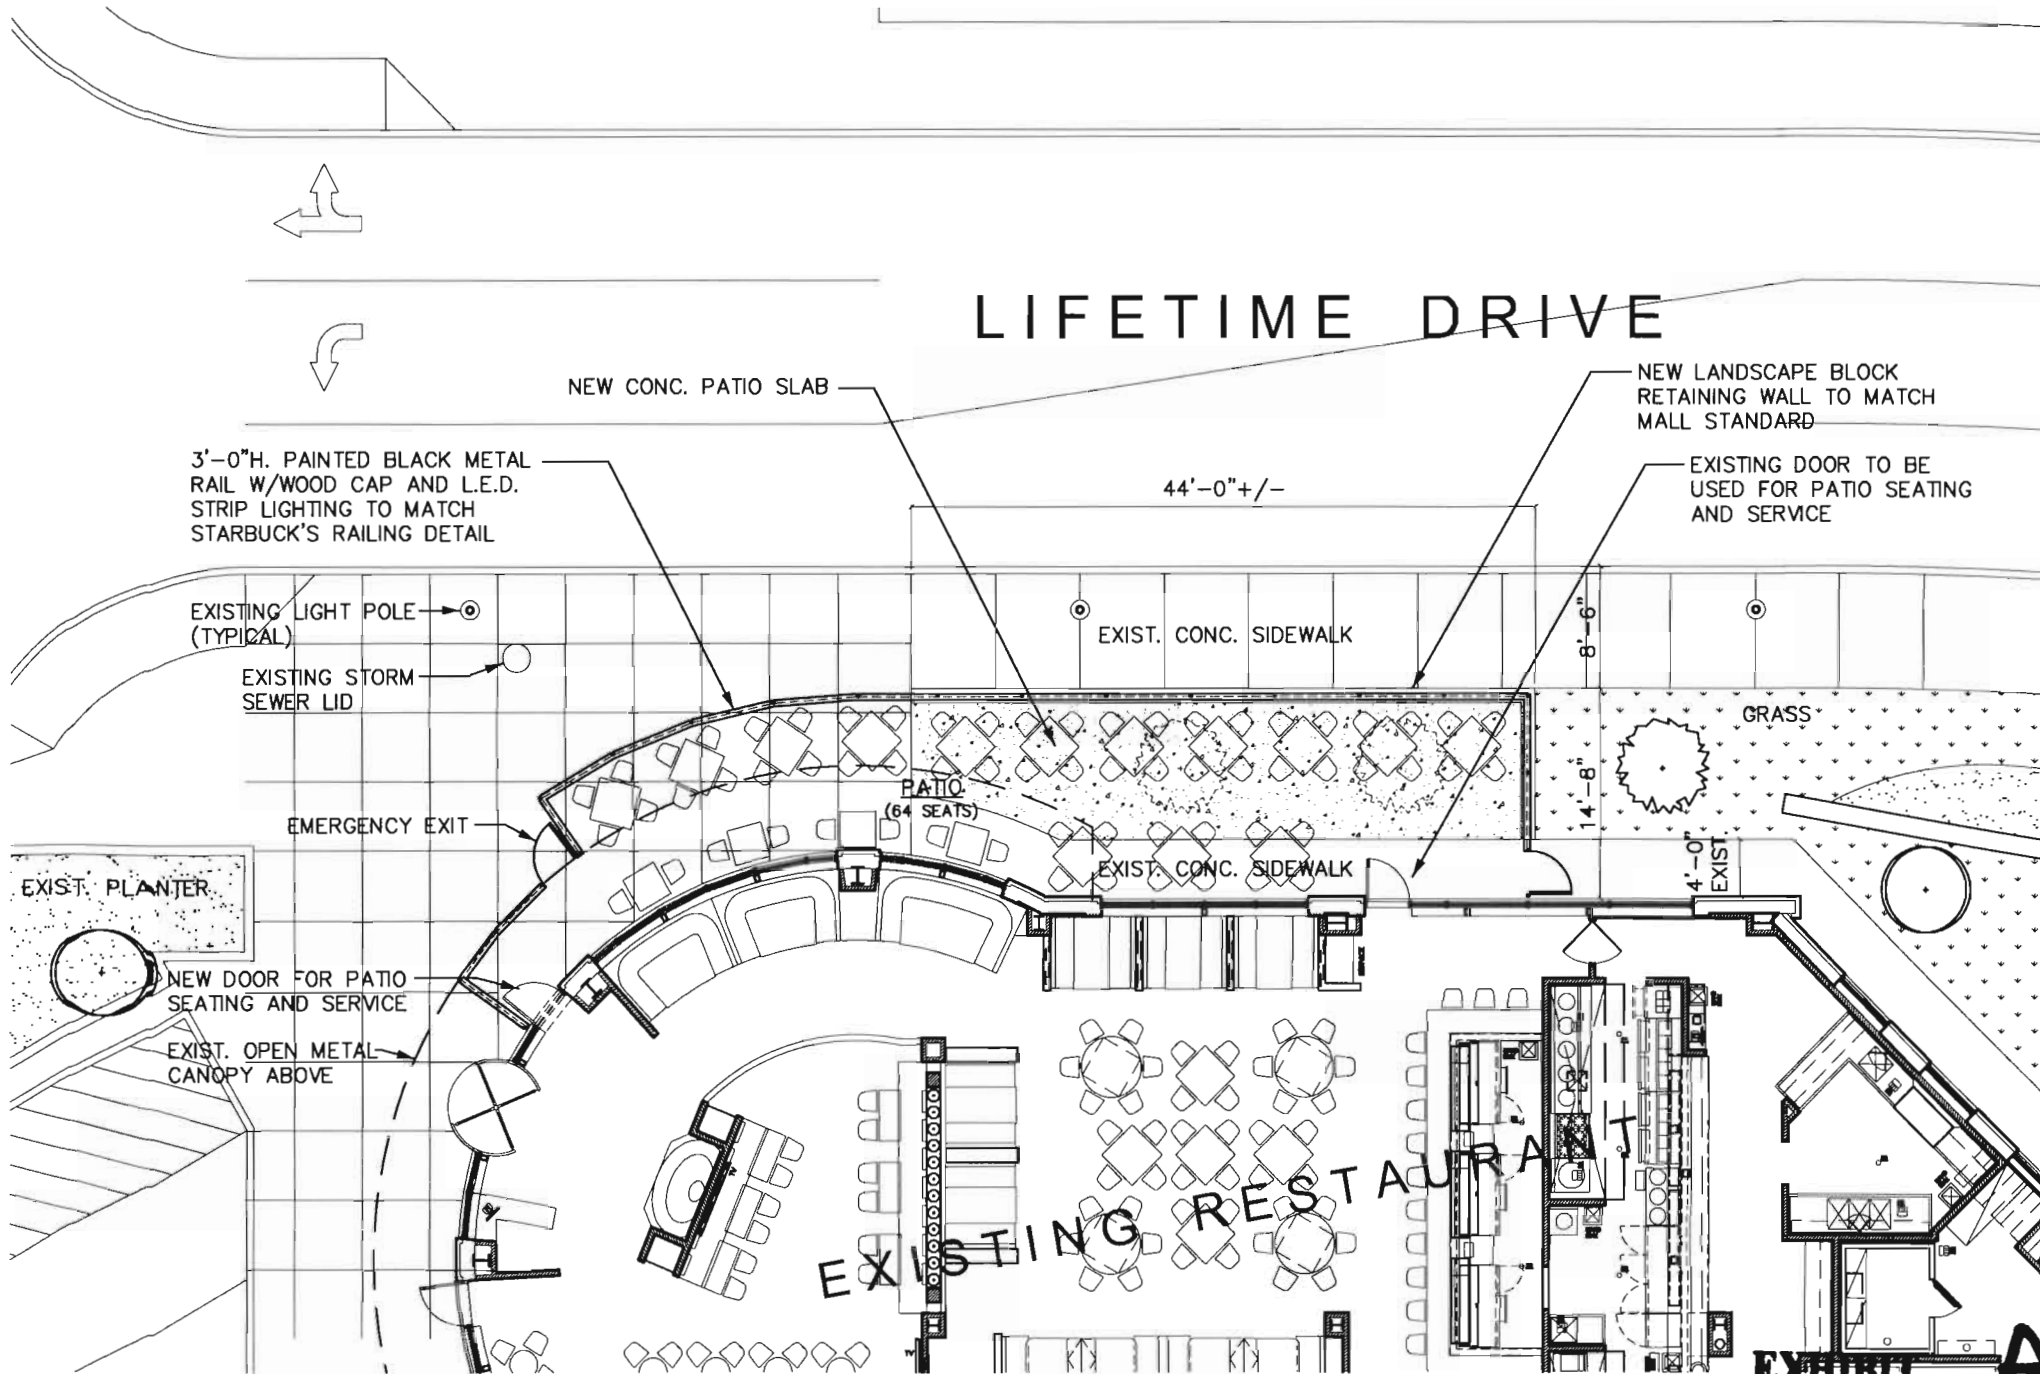 LIFETIME DRIVE
NEW CONC. PATIO SLAB
NEW LANDSCAPE BLOCK
RETAINING WALL TO MATCH
MALL STANDARD
3'-0"H. PAINTED BLACK METAL
RAIL W/WOOD CAP AND L.E.D.
STRIP LIGHTING TO MATCH
STARBUCK'S RAILING DETAIL
44'-0"+/-
EXISTING DOOR TO BE
USED FOR PATIO SEATING
AND SERVICE
EXISTING LIGHT POLE
(TYPICAL)
EXIST. CONC. SIDEWALK
8'-6"
EXISTING STORM
SEWER LID
GRASS
PATIO
(64 SEATS)
14'-8"
EMERGENCY EXIT
EXIST. CONC. SIDEWALK
4'-0"
EXIST.
EXIST. PLANTER
NEW DOOR FOR PATIO
SEATING AND SERVICE
EXIST. OPEN METAL
CANOPY ABOVE
EXISTING RESTAURANT
TV
TV
EXHIBIT A